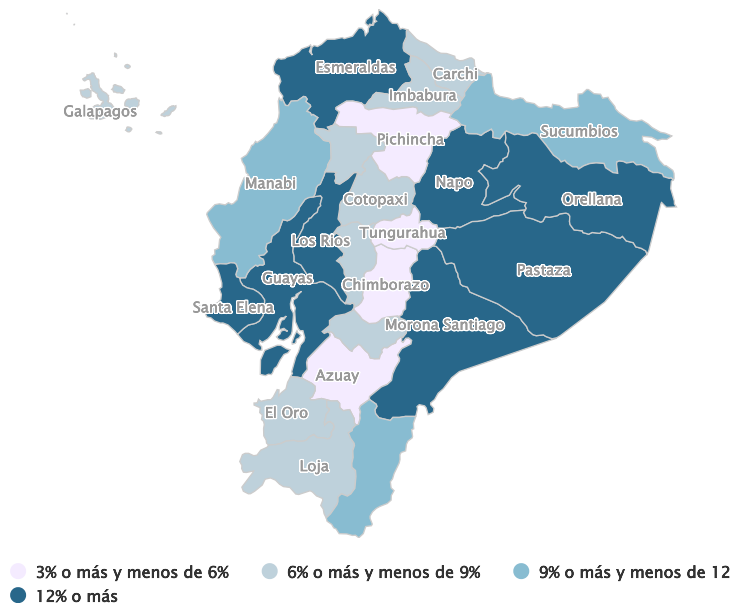 Esmeraldas
Carchi
Imbabura
Galapagos
Sucumbios
Pichincha
Manabi
Napo
Cotopaxi
Orellana
Tungurahua
Los Rios
Pastaza
Guayas
Chimborazo
Santa Elena
Morona Santiago
Azuay
El Oro
Loja
3% o más y menos de 6%
6% o más y menos de 9%
9% o más y menos de 12
12% o más